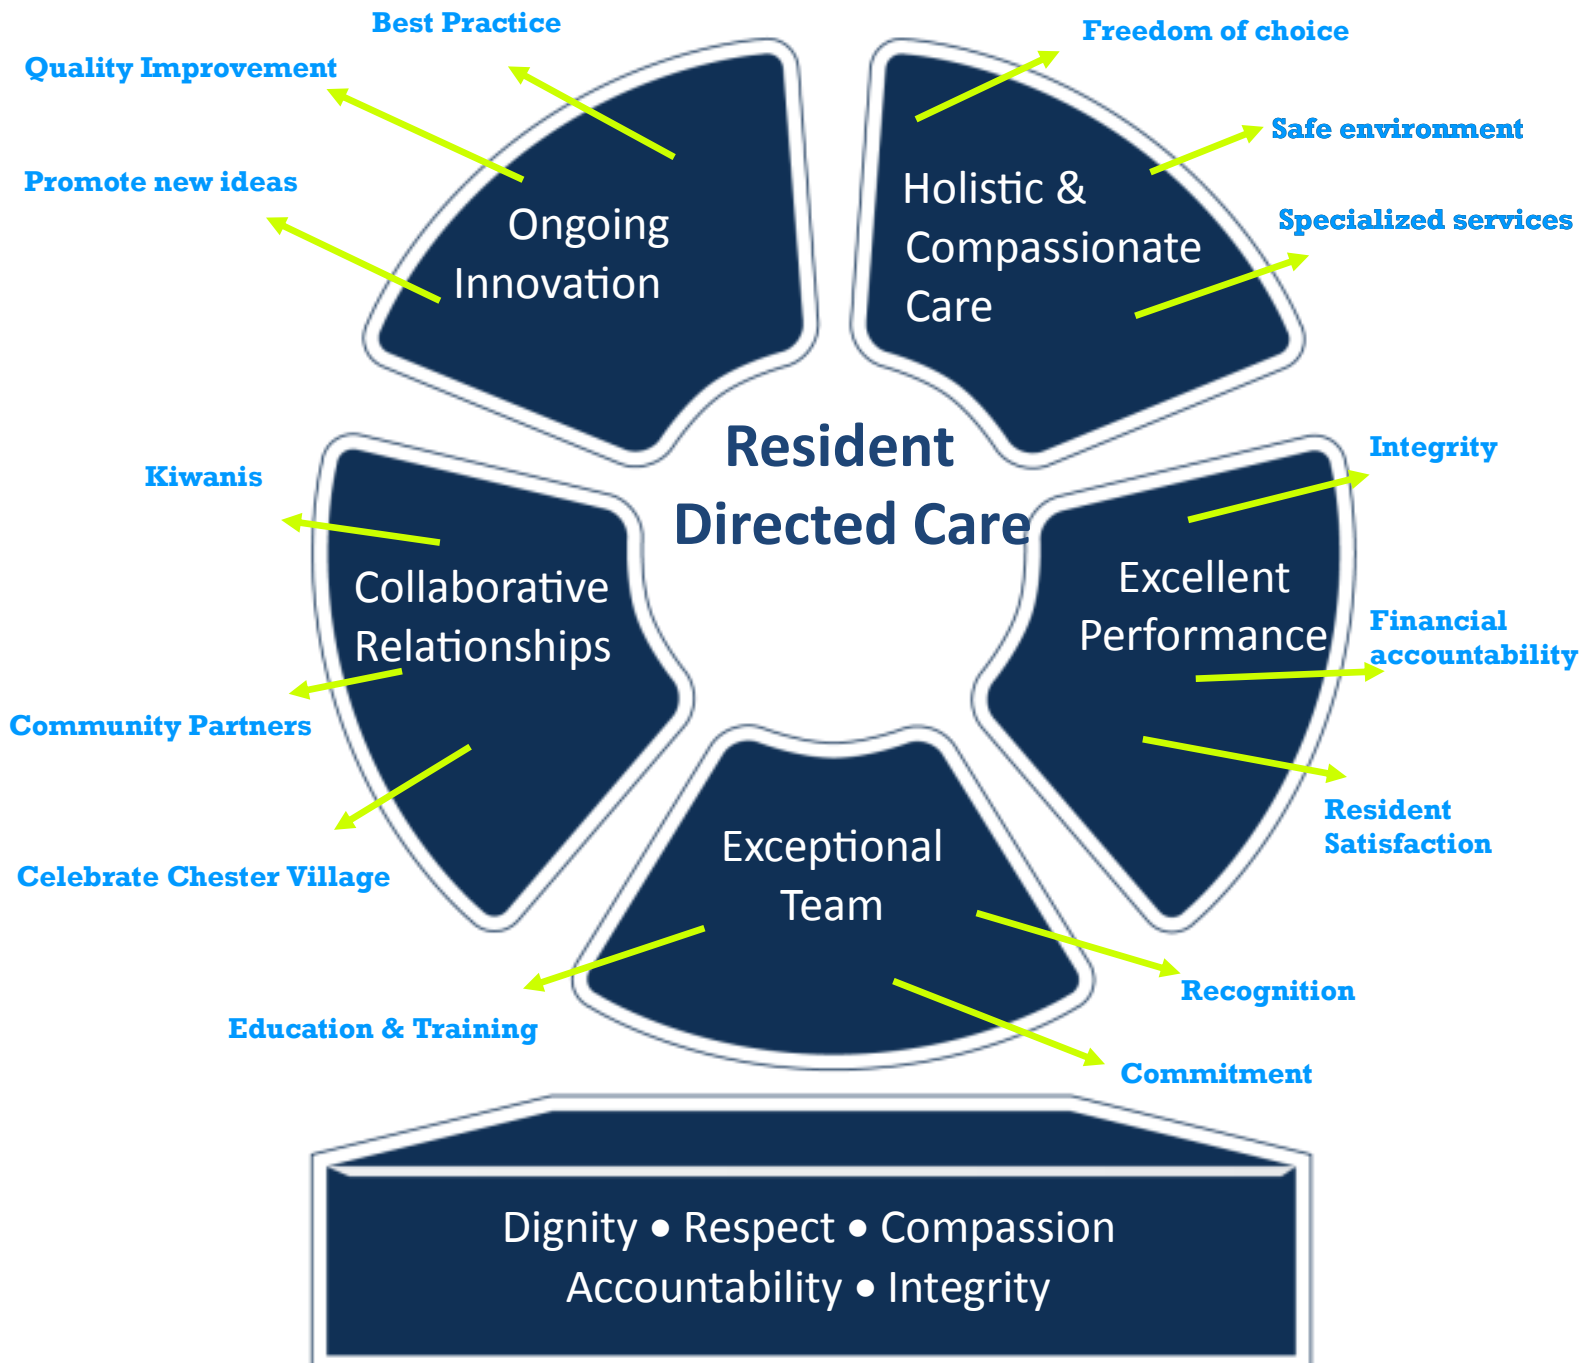 Best Practice
Freedom of choice
Quality Improvement
Safe environment
Promote new ideas
Specialized services
Ongoing
Innovation
Holistic &
Compassionate
Care
Resident
Directed Care
Kiwanis
Integrity
Collaborative
Relationships
Excellent
Performance
Financial
accountability
Community Partners
Resident
Satisfaction
Celebrate Chester Village
Exceptional
Team
Recognition
Education & Training
Commitment
Dignity ● Respect ● Compassion
Accountability ● Integrity